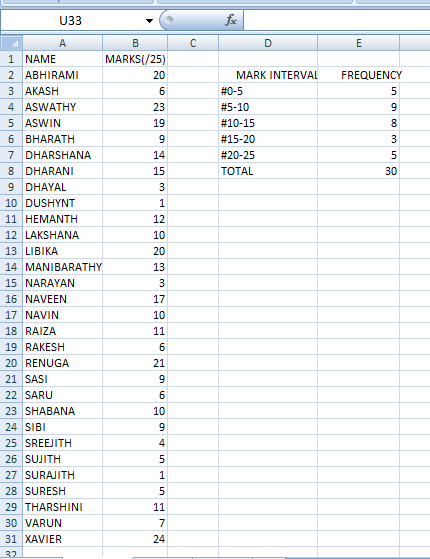 U33 fx
A B C D E
1 NAME MARKS(/25)
2 ABHIRAMI 20 MARK INTERVAL FREQUENCY
3 AKASH 6 #0-5 5
4 ASWATHY 23 #5-10 9
5 ASWIN 19 #10-15 8
6 BHARATH 9 #15-20 3
7 DHARSHANA 14 #20-25 5
8 DHARANI 15 TOTAL 30
9 DHAYAL 3
10 DUSHYNT 1
11 HEMANTH 12
12 LAKSHANA 10
13 LIBIKA 20
14 MANIBARATHY 13
15 NARAYAN 3
16 NAVEEN 17
17 NAVIN 10
18 RAIZA 11
19 RAKESH 6
20 RENUGA 21
21 SASI 9
22 SARU 6
23 SHABANA 10
24 SIBI 9
25 SREEJITH 4
26 SUJITH 5
27 SURAJITH 1
28 SURESH 5
29 THARSHINI 11
30 VARUN 7
31 XAVIER 24
32